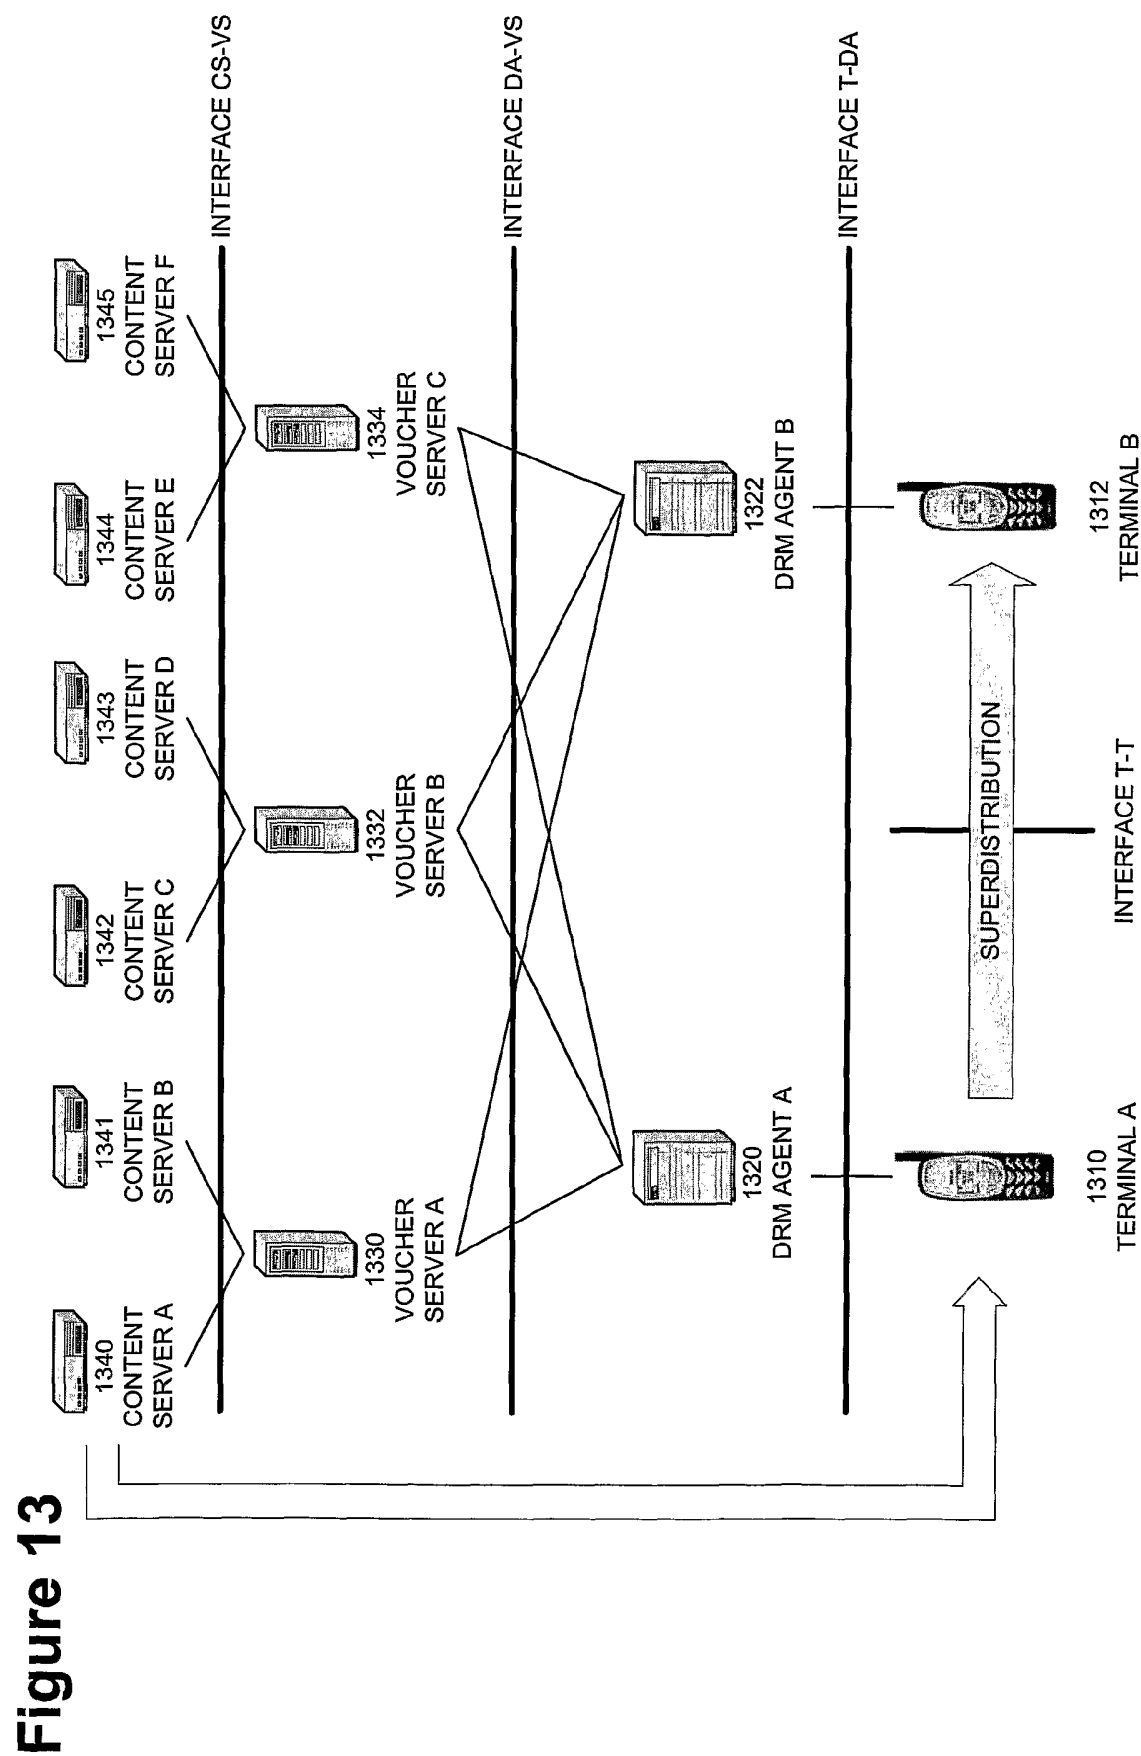 Figure 13
1340
CONTENT
SERVER A
1341
CONTENT
SERVER B
1342
CONTENT
SERVER C
1343
CONTENT
SERVER D
1344
CONTENT
SERVER E
1345
CONTENT
SERVER F
INTERFACE CS-VS
1330
VOUCHER
SERVER A
1332
VOUCHER
SERVER B
1334
VOUCHER
SERVER C
INTERFACE DA-VS
1320
DRM AGENT A
1322
DRM AGENT B
INTERFACE T-DA
SUPERDISTRIBUTION
1310
TERMINAL A
INTERFACE T-T
1312
TERMINAL B